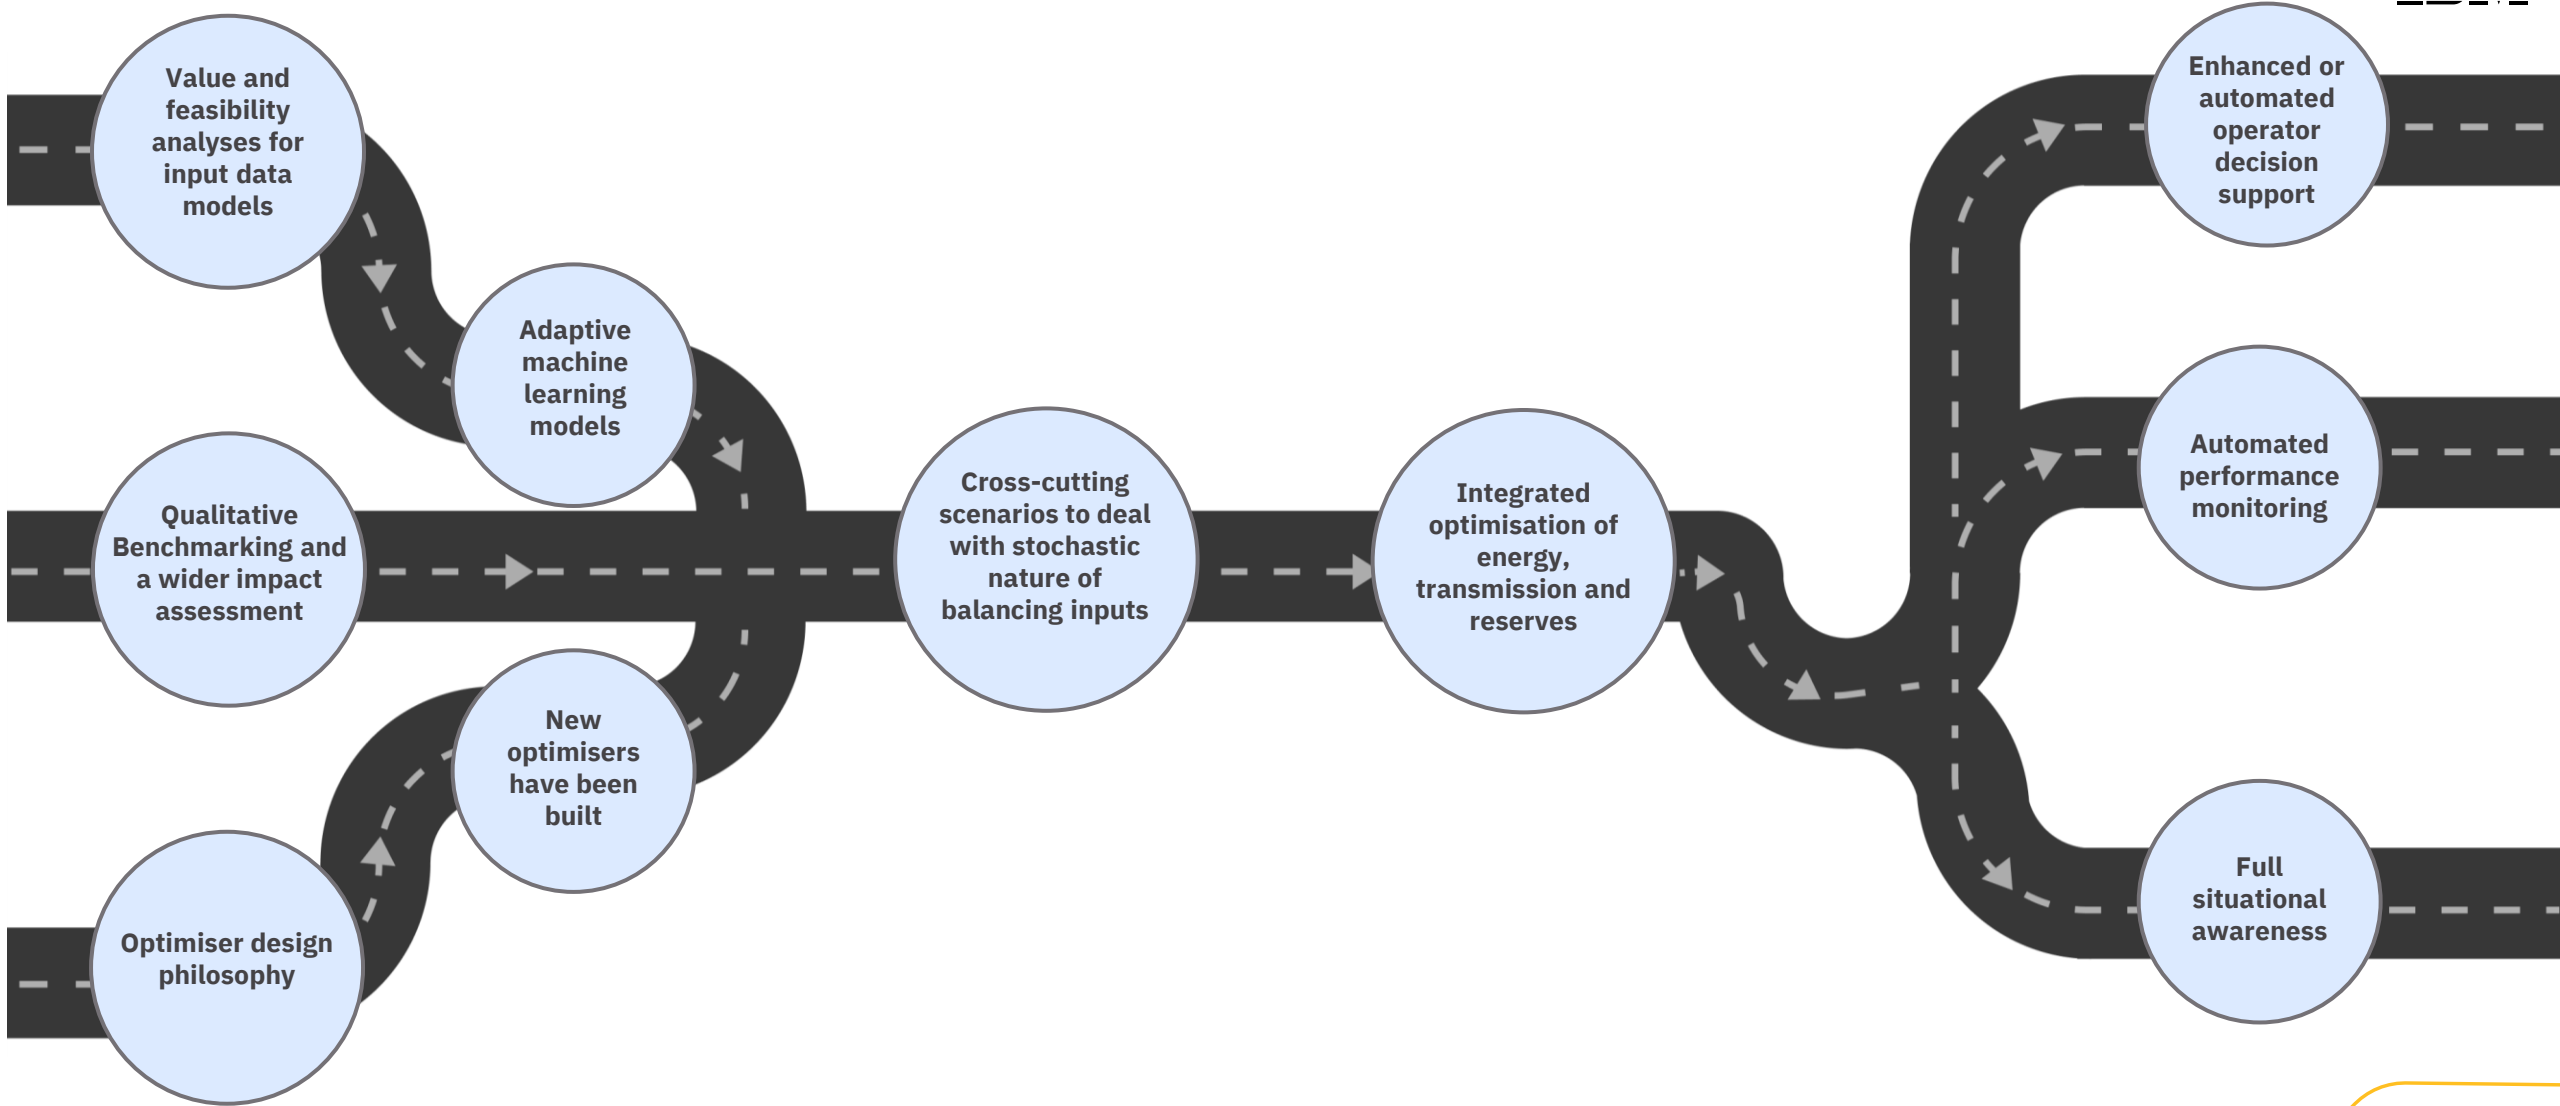 Value and
feasibility
analyses for
input data
models
Adaptive
machine
learning
models
Qualitative
Benchmarking and
a wider impact
assessment
New
optimisers
have been
built
Optimiser design
philosophy
Cross-cutting
scenarios to deal
with stochastic
nature of
balancing inputs
Integrated
optimisation of
energy,
transmission and
reserves
Enhanced or
automated
operator
decision
support
Automated
performance
monitoring
Full
situational
awareness